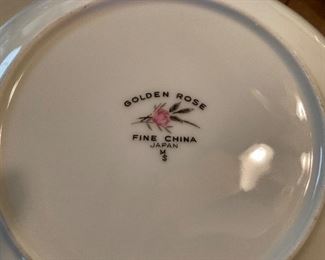 GOLDEN ROSE
FINE CHINA
JAPAN
M
S